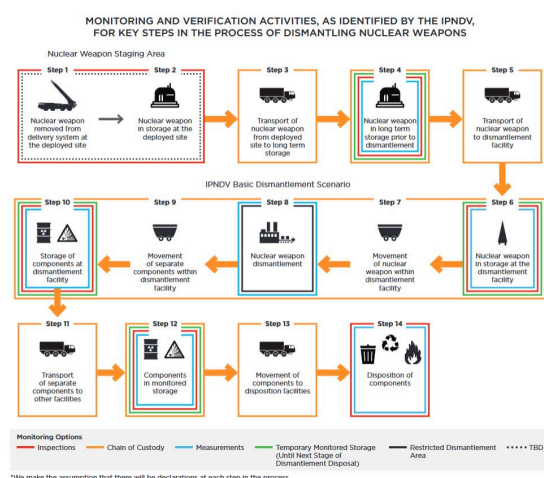 MONITORING AND VERIFICATION ACTIVITIES, AS IDENTIFIED BY THE IPNDV,
FOR KEY STEPS IN THE PROCESS OF DISMANTLING NUCLEAR WEAPONS
Nuclear Weapon Staging Area
Step 1
Nuclear weapon
removed from
delivery system at
the deployed site
Step 2
Nuclear weapon
in storage at the
deployed site
Step 3
Transport of
nuclear weapon
from deployed
site to long term
storage
Step 4
Nuclear weapon
in long term
storage prior to
dismantlement
Step 5
Transport of
nuclear weapon
to dismantlement
facility
IPNDV Basic Dismantlement Scenario
Step 10
Storage of
components at
dismantlement
facility
Step 9
Movement
of separate
components within
dismantlement
facility
Step 8
Nuclear weapon
dismantlement
Step 7
Movement
of nuclear
weapon within
dismantlement
facility
Step 6
Nuclear weapon
in storage at the
dismantlement
facility
Step 11
Transport
of separate
components to
other facilities
Step 12
Components
in monitored
storage
Step 13
Movement of
components to
disposition facilities
Step 14
Disposition of
components
Monitoring Options
Inspections
Chain of Custody
Measurements
Temporary Monitored Storage
(Until Next Stage of
Dismantlement Disposal)
Restricted Dismantlement
Area
TBD
*We make the assumption that there will be declarations at each step in the process